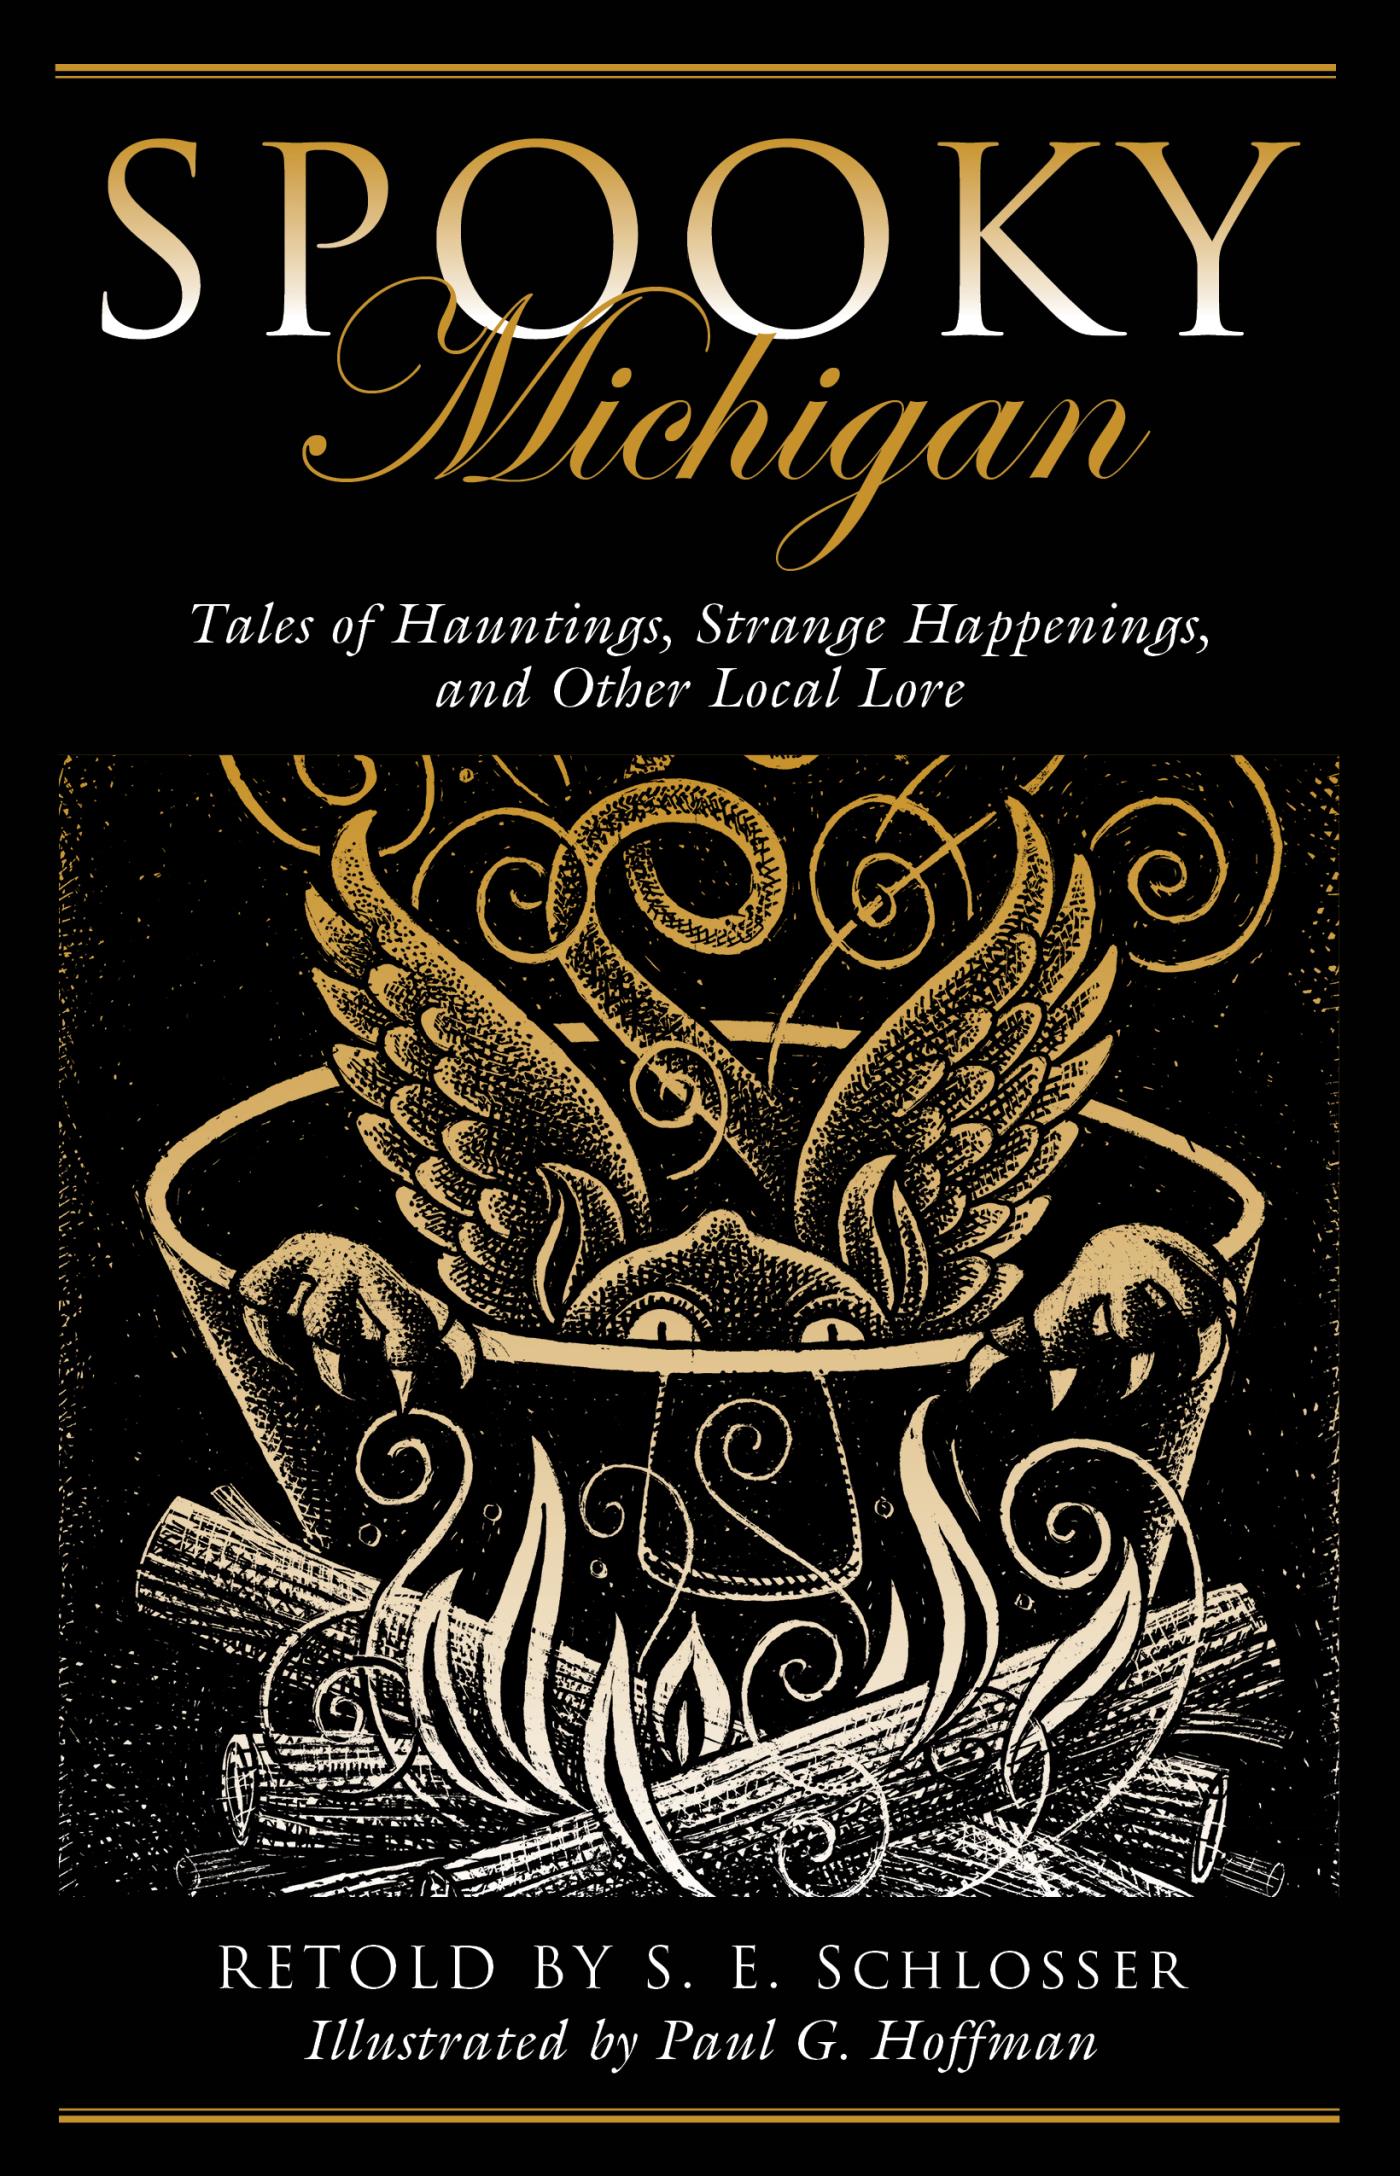 SPOOKY
Michigan
Tales of Hauntings, Strange Happenings,
and Other Local Lore
RETOLD BY S. E. SCHLOSSER
Illustrated by Paul G. Hoffman